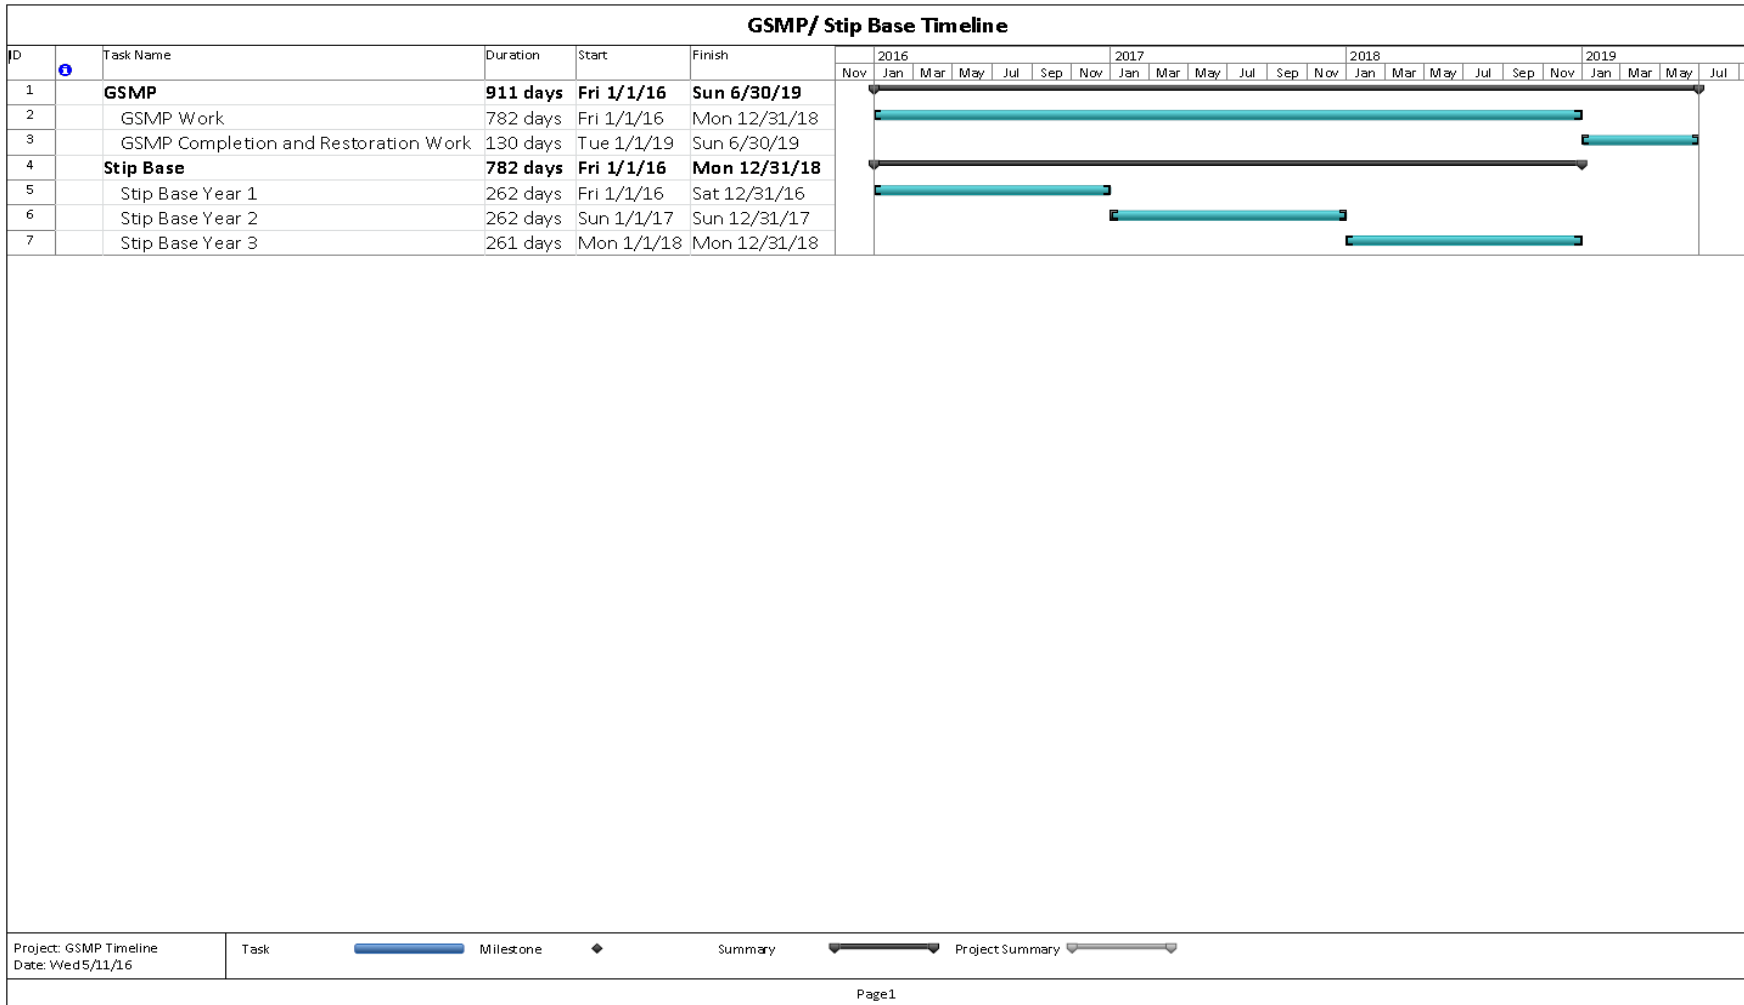 GSMP/ Stip Base Timeline
ID Task Name Duration Start Finish 2016 2017 2018 2019
Nov Jan Mar May Jul Sep Nov Jan Mar May Jul Sep Nov Jan Mar May Jul Sep Nov Jan Mar May Jul
1 GSMP 911 days Fri 1/1/16 Sun 6/30/19
2 GSMP Work 782 days Fri 1/1/16 Mon 12/31/18
3 GSMP Completion and Restoration Work 130 days Tue 1/1/19 Sun 6/30/19
4 Stip Base 782 days Fri 1/1/16 Mon 12/31/18
5 Stip Base Year 1 262 days Fri 1/1/16 Sat 12/31/16
6 Stip Base Year 2 262 days Sun 1/1/17 Sun 12/31/17
7 Stip Base Year 3 261 days Mon 1/1/18 Mon 12/31/18
Project: GSMP Timeline
Date: Wed 5/11/16
Task Milestone Summary Project Summary
Page1